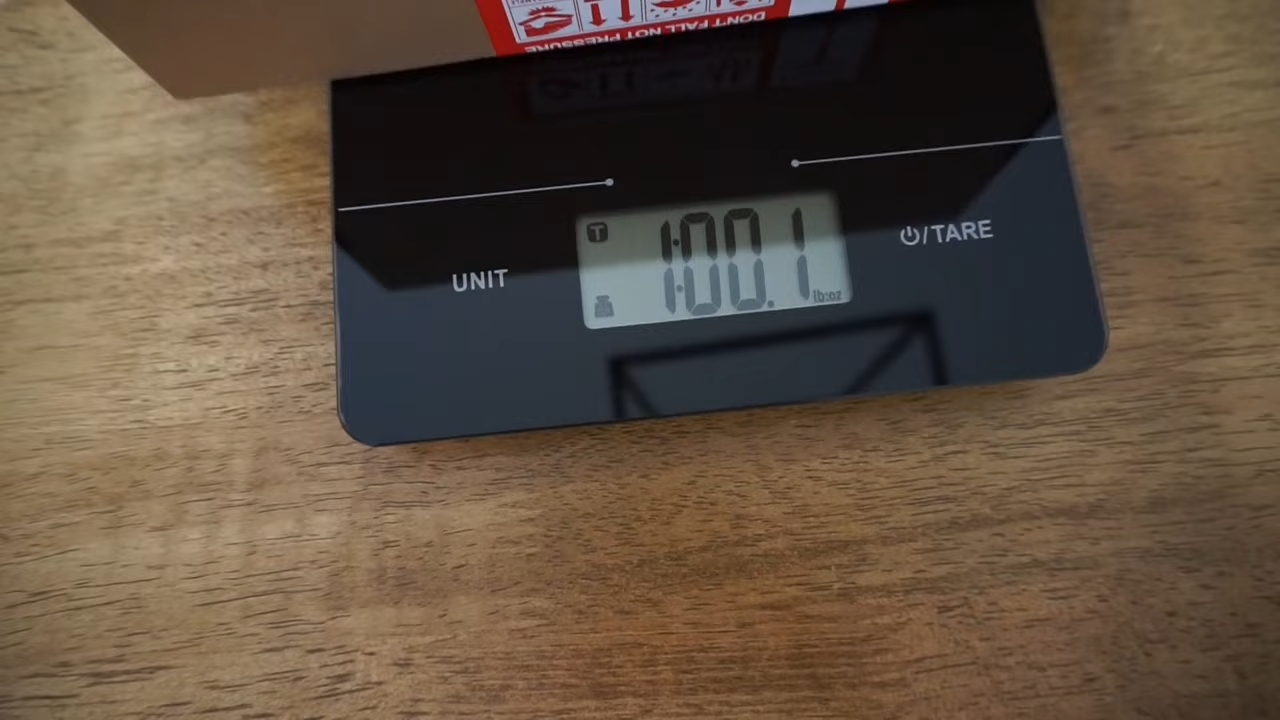 DON'T FALL NOT PRESSURE
T
1:00.1
lb:oz
UNIT
⏻/TARE